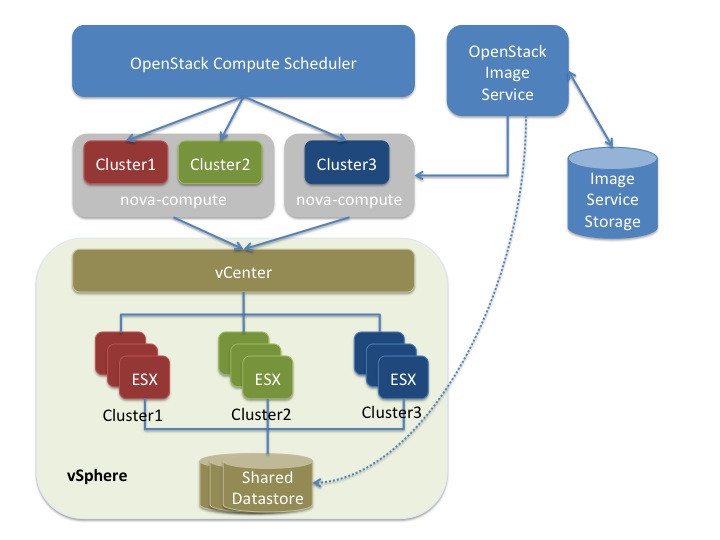 OpenStack Compute Scheduler
OpenStack
Image
Service
Cluster1
Cluster2
nova-compute
Cluster3
nova-compute
Image
Service
Storage
vCenter
ESX
ESX
ESX
Cluster1
Cluster2
Cluster3
vSphere
Shared
Datastore